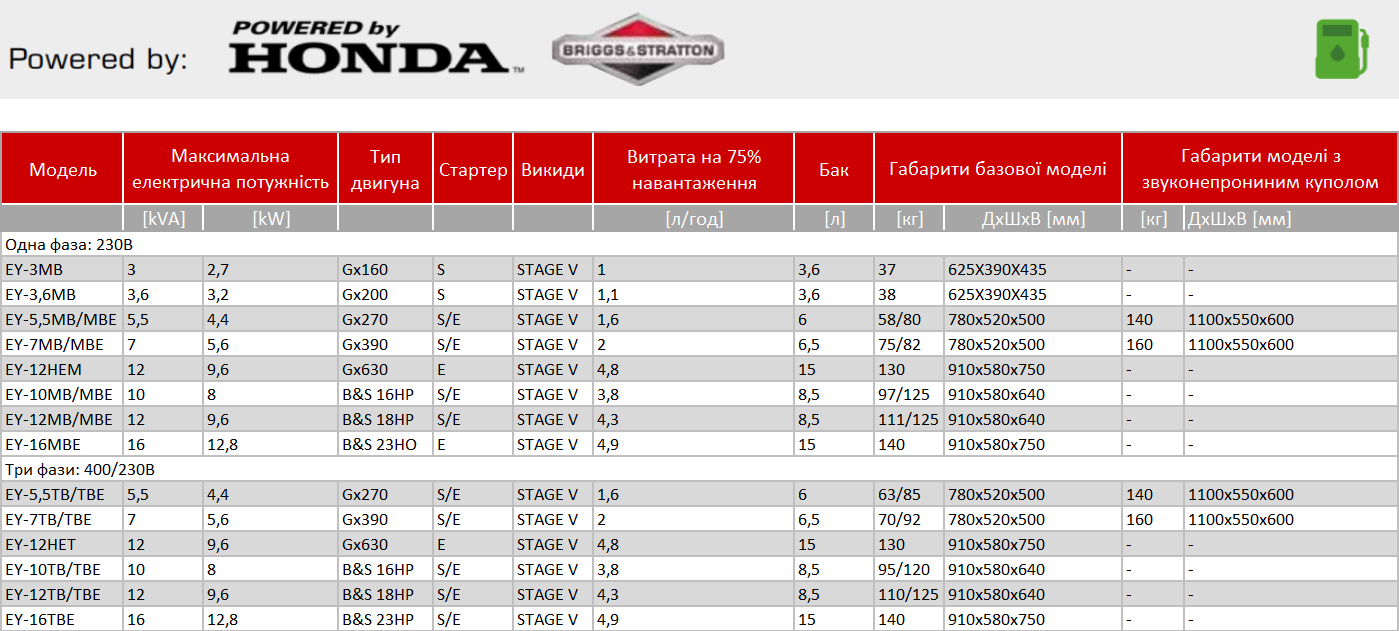 Powered by:
POWERED by
HONDA™
BRIGGS&STRATTON
Модель Максимальна електрична потужність Тип двигуна Стартер Викиди Витрата на 75% навантаження Бак Габарити базової моделі Габарити моделі з звуконепрониним куполом
[kVA] [kW] [л/год] [л] [кг] ДхШхВ [мм] [кг] ДхШхВ [мм]
Одна фаза: 230В
EY-3MB 3 2,7 Gx160 S STAGE V 1 3,6 37 625X390X435 - -
EY-3,6MB 3,6 3,2 Gx200 S STAGE V 1,1 3,6 38 625X390X435 - -
EY-5,5MB/MBE 5,5 4,4 Gx270 S/E STAGE V 1,6 6 58/80 780x520x500 140 1100x550x600
EY-7MB/MBE 7 5,6 Gx390 S/E STAGE V 2 6,5 75/82 780x520x500 160 1100x550x600
EY-12HEM 12 9,6 Gx630 E STAGE V 4,8 15 130 910x580x750 - -
EY-10MB/MBE 10 8 B&S 16HP S/E STAGE V 3,8 8,5 97/125 910x580x640 - -
EY-12MB/MBE 12 9,6 B&S 18HP S/E STAGE V 4,3 8,5 111/125 910x580x640 - -
EY-16MBE 16 12,8 B&S 23HO E STAGE V 4,9 15 140 910x580x750 - -
Три фази: 400/230В
EY-5,5TB/TBE 5,5 4,4 Gx270 S/E STAGE V 1,6 6 63/85 780x520x500 140 1100x550x600
EY-7TB/TBE 7 5,6 Gx390 S/E STAGE V 2 6,5 70/92 780x520x500 160 1100x550x600
EY-12HET 12 9,6 Gx630 E STAGE V 4,8 15 130 910x580x750 - -
EY-10TB/TBE 10 8 B&S 16HP S/E STAGE V 3,8 8,5 95/120 910x580x640 - -
EY-12TB/TBE 12 9,6 B&S 18HP S/E STAGE V 4,3 8,5 110/125 910x580x640 - -
EY-16TBE 16 12,8 B&S 23HP S/E STAGE V 4,9 15 140 910x580x750 - -